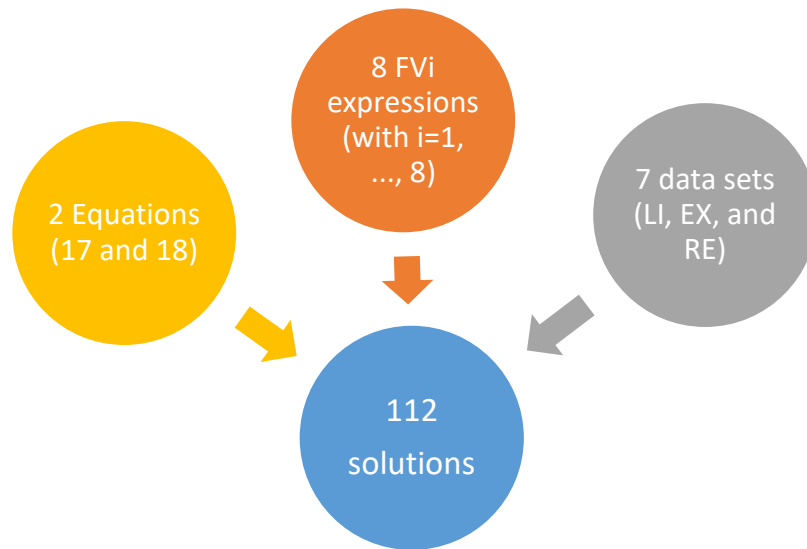 8 FVi
expressions
(with i=1,
..., 8)
2 Equations
(17 and 18)
7 data sets
(LI, EX, and
RE)
112
solutions